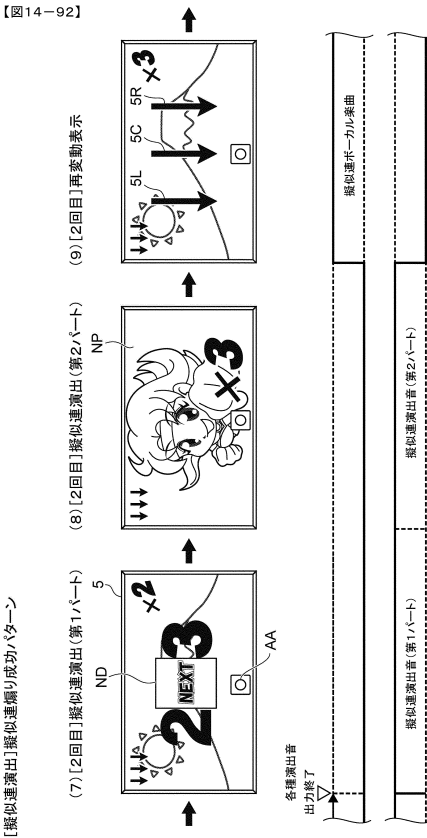 【図14-92】
[擬似連演出]擬似連煽り成功パターン
(7)[2回目]擬似連演出(第1パート)
ND
5
×2
2
NEXT
3
AA
(8)[2回目]擬似連演出(第2パート)
NP
×3
(9)[2回目]再変動表示
5L
5C
5R
×3
各種演出音
出力終了
擬似連ボーカル楽曲
擬似連演出音(第1パート)
擬似連演出音(第2パート)